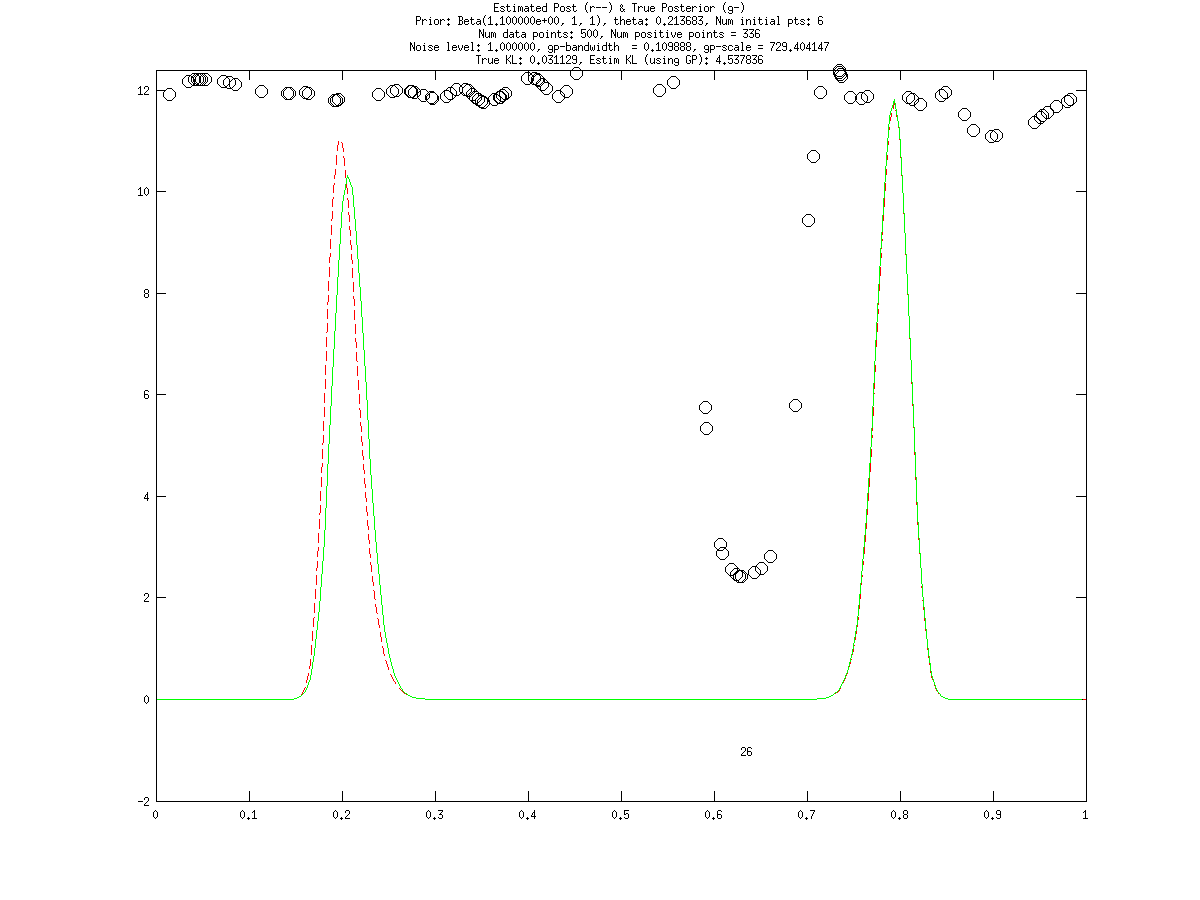 Estimated Post (r--) & True Posterior (g-)
Prior: Beta(1.100000e+00, 1, 1), theta: 0.213683, Num initial pts: 6
Num data points: 500, Num positive points = 336
Noise level: 1.000000, gp-bandwidth  = 0.109888, gp-scale = 729.404147
True KL: 0.031129, Estim KL (using GP): 4.537836
12
10
8
6
4
2
0
26
-2
0 0.1 0.2 0.3 0.4 0.5 0.6 0.7 0.8 0.9 1